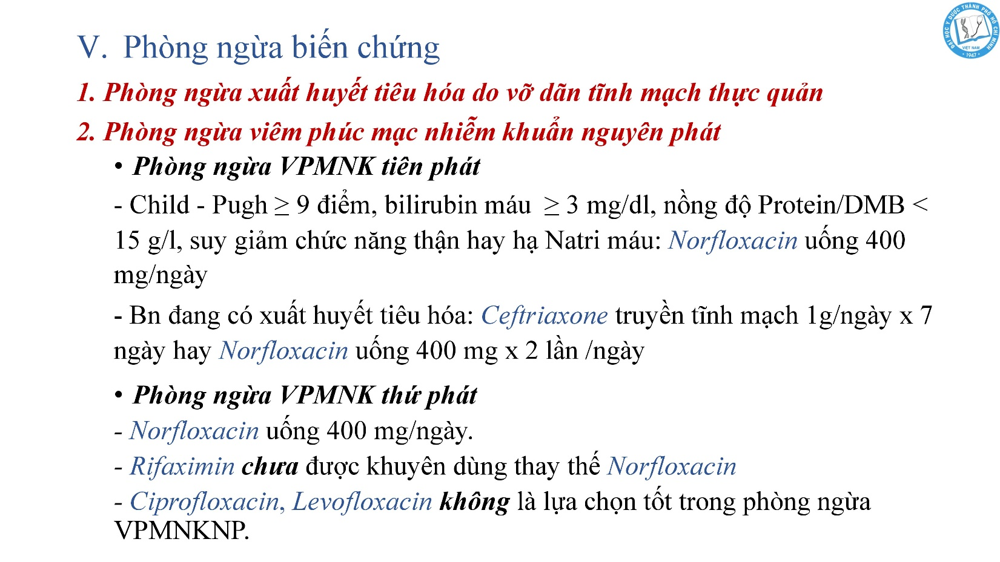 V. Phòng ngừa biến chứng
ĐẠI HỌC Y DƯỢC THÀNH PHỐ HỒ CHÍ MINH
VIỆT NAM
1947
1. Phòng ngừa xuất huyết tiêu hóa do vỡ dãn tĩnh mạch thực quản
2. Phòng ngừa viêm phúc mạc nhiễm khuẩn nguyên phát
• Phòng ngừa VPMNK tiên phát
- Child - Pugh ≥ 9 điểm, bilirubin máu ≥ 3 mg/dl, nồng độ Protein/DMB <
15 g/l, suy giảm chức năng thận hay hạ Natri máu: Norfloxacin uống 400
mg/ngày
- Bn đang có xuất huyết tiêu hóa: Ceftriaxone truyền tĩnh mạch 1g/ngày x 7
ngày hay Norfloxacin uống 400 mg x 2 lần /ngày
• Phòng ngừa VPMNK thứ phát
- Norfloxacin uống 400 mg/ngày.
- Rifaximin chưa được khuyên dùng thay thế Norfloxacin
- Ciprofloxacin, Levofloxacin không là lựa chọn tốt trong phòng ngừa
VPMNKNP.